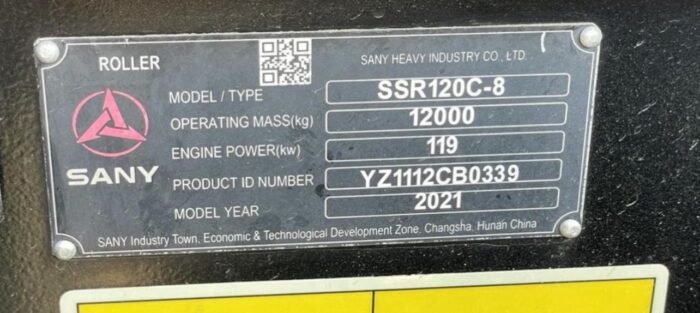 ROLLER
SANY HEAVY INDUSTRY CO., LTD.
MODEL / TYPE SSR120C-8
OPERATING MASS(kg) 12000
ENGINE POWER(kw) 119
SANY
PRODUCT ID NUMBER YZ1112CB0339
MODEL YEAR 2021
SANY Industry Town, Economic & Technological Development Zone, Changsha, Hunan China